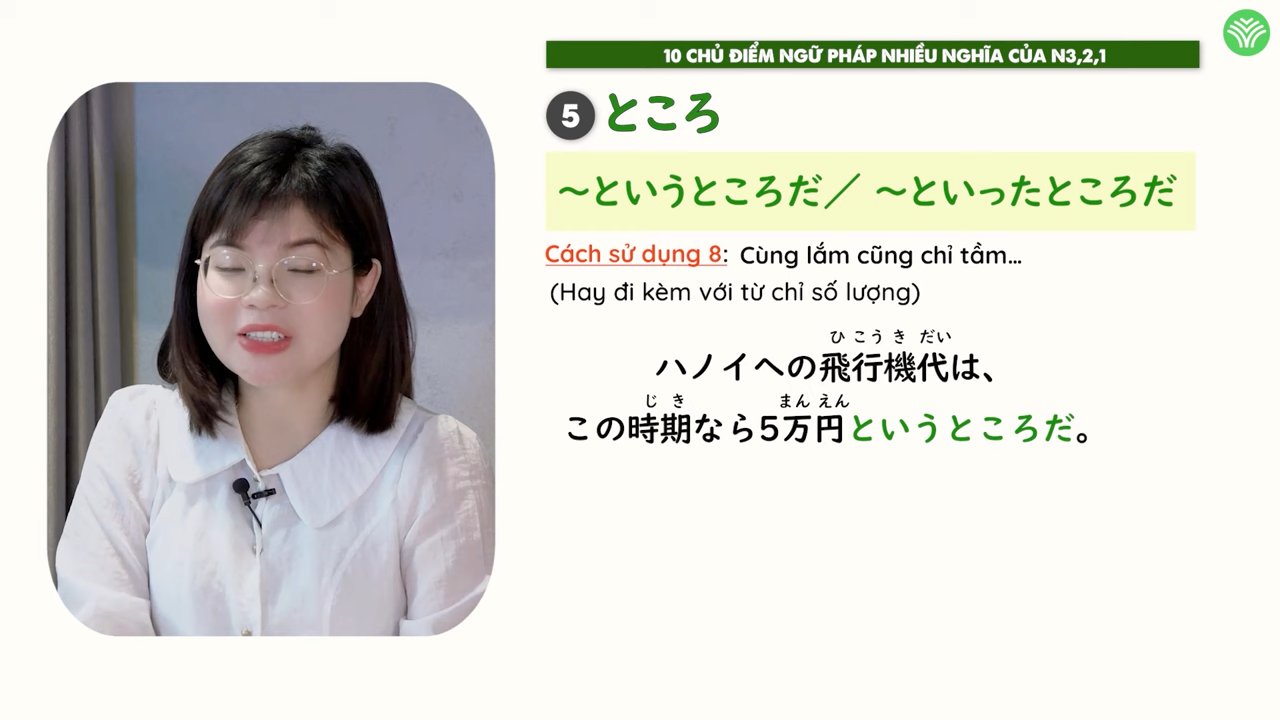 10 CHỦ ĐIỂM NGỮ PHÁP NHIỀU NGHĨA CỦA N3,2,1
5 ところ
～というところだ／ ～といったところだ
Cách sử dụng 8: Cùng lắm cũng chỉ tầm...
(Hay đi kèm với từ chỉ số lượng)
ひ こう き だい
ハノイへの飛行機代は、
じ き まん えん
この時期なら5万円というところだ。